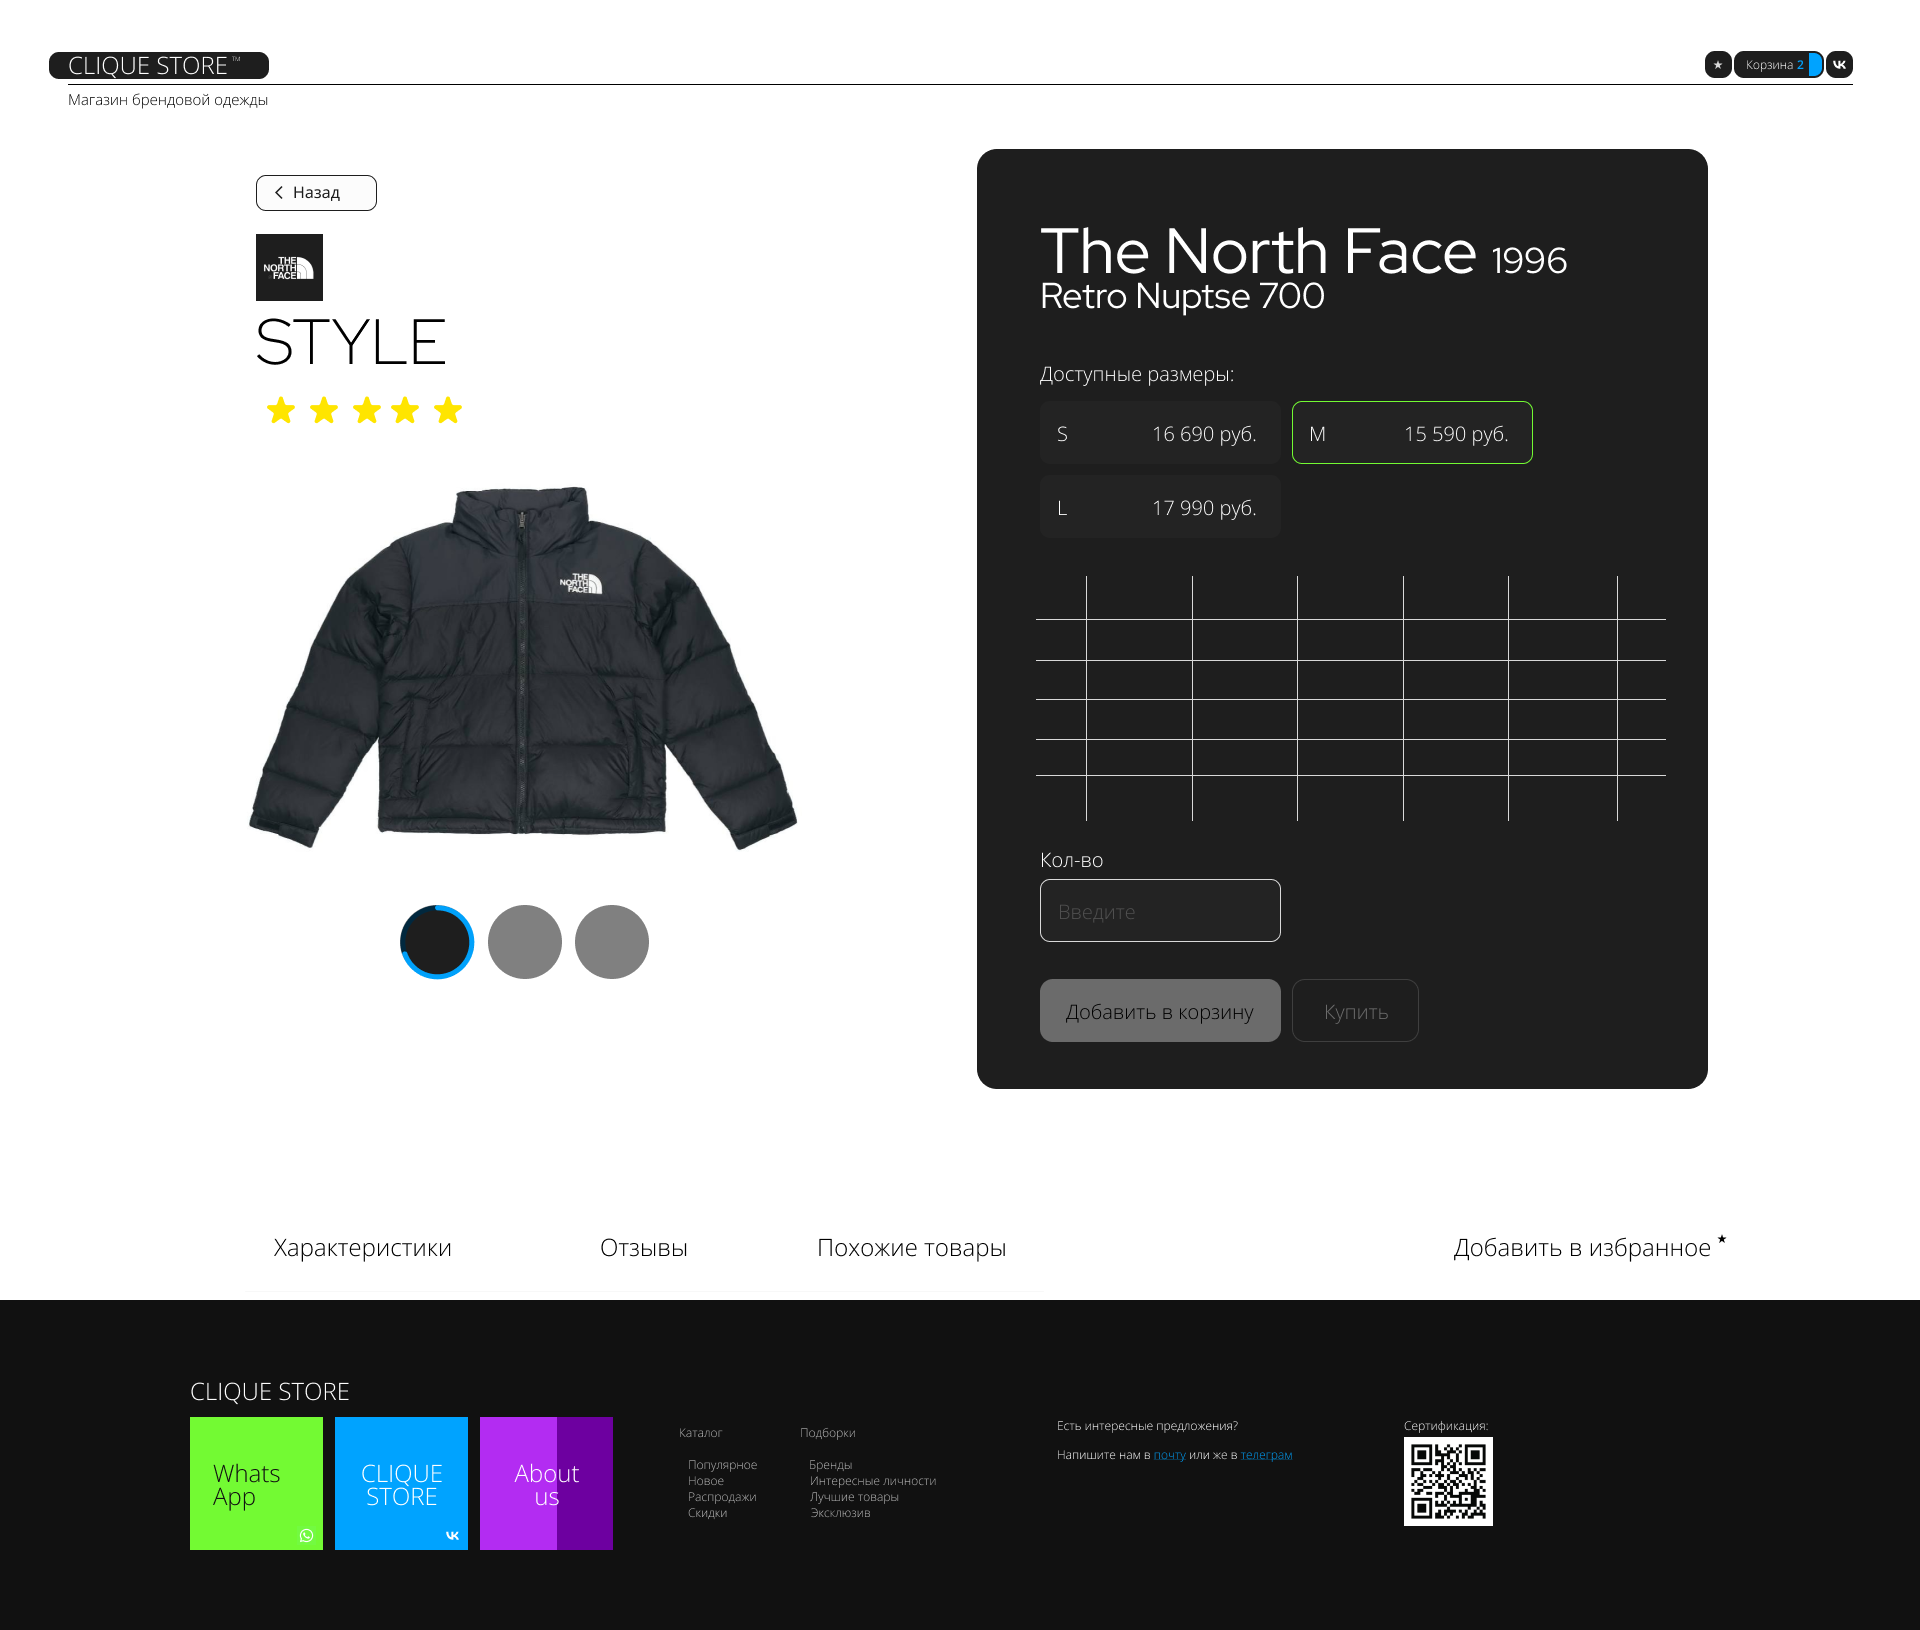 CLIQUE STORE ™
★ Корзина 2
Магазин брендовой одежды
Назад
THE
NORTH
FACE
STYLE
THE
NORTH
FACE
The North Face 1996
Retro Nuptse 700
Доступные размеры:
S 16 690 руб.
M 15 590 руб.
L 17 990 руб.
Кол-во
Введите
Добавить в корзину
Купить
Характеристики
Отзывы
Похожие товары
Добавить в избранное ★
CLIQUE STORE
Whats
App
CLIQUE
STORE
About
us
Каталог
Популярное
Новое
Распродажи
Скидки
Подборки
Бренды
Интересные личности
Лучшие товары
Эксклюзив
Есть интересные предложения?
Напишите нам в почту или же в телеграм
Сертификация: